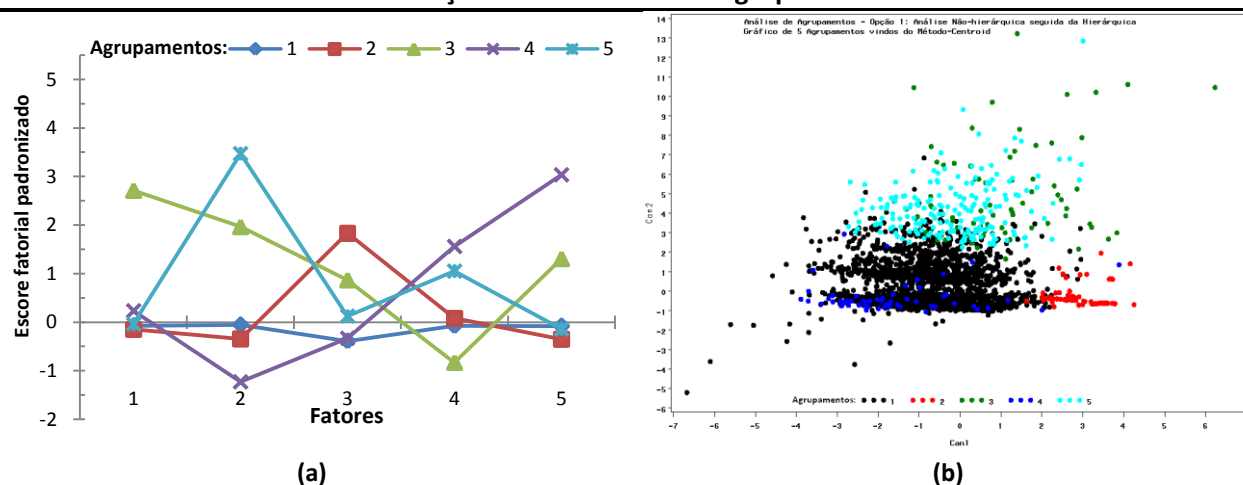 Agrupamentos: 1 2 3 4 5
Escore fatorial padronizado
5
4
3
2
1
0
-1
-2
1 2 3 4 5
Fatores
(a)
Análise de Agrupamentos - Opção 1: Análise Não-hierárquica seguida da Hierárquica
Gráfico de 5 Agrupamentos vindos do Método-Centroid
Can2
14
13
12
11
10
9
8
7
6
5
4
3
2
1
0
-1
-2
-3
-4
-5
-6
Agrupamentos: 1 2 3 4 5
-7 -6 -5 -4 -3 -2 -1 0 1 2 3 4 5 6
Can1
(b)